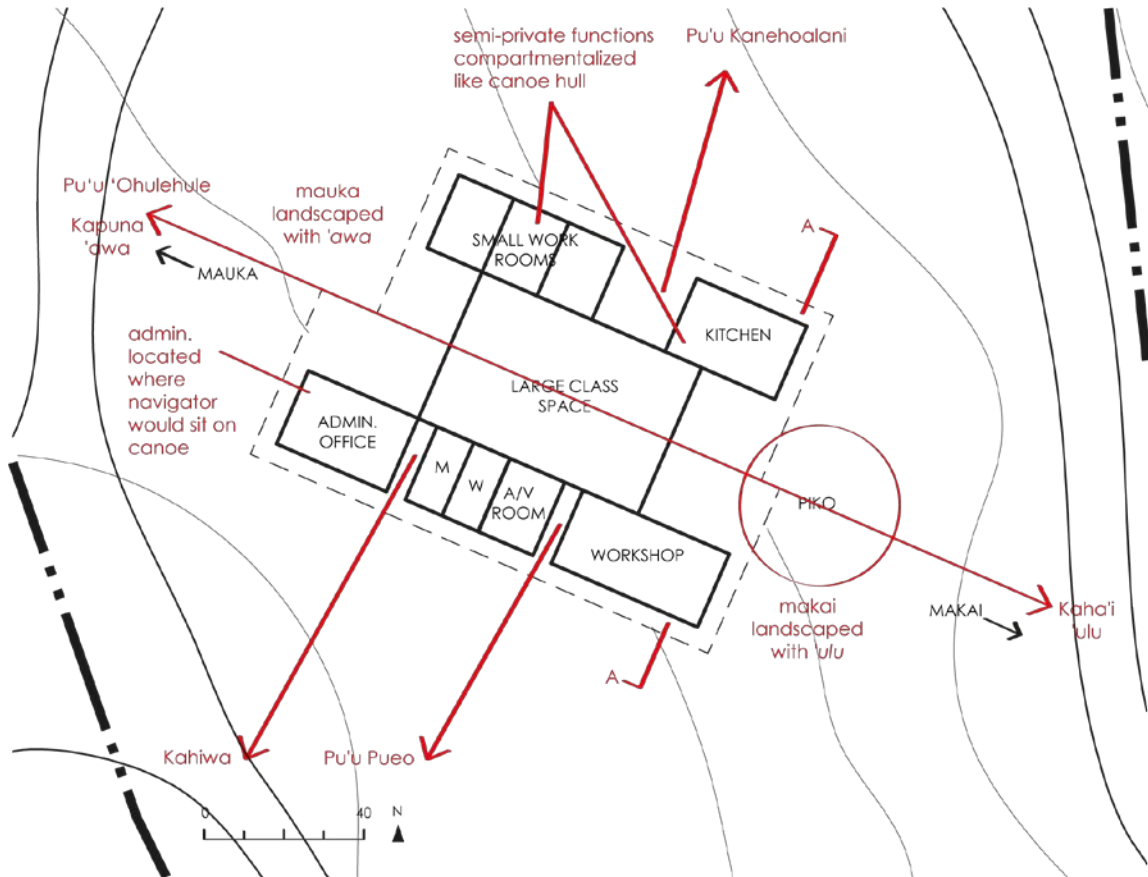 semi-private functions
compartmentalized
like canoe hull
Pu'u Kanehoalani
Pu'u 'Ohulehule
Kapuna
'awa
MAUKA
mauka
landscaped
with 'awa
A
SMALL WORK
ROOMS
KITCHEN
admin.
located
where
navigator
would sit on
canoe
LARGE CLASS
SPACE
ADMIN.
OFFICE
M
W
A/V
ROOM
PIKO
WORKSHOP
makai
landscaped
with 'ulu
MAKAI
Kaha'i
'ulu
A
Kahiwa
Pu'u Pueo
0
40
N